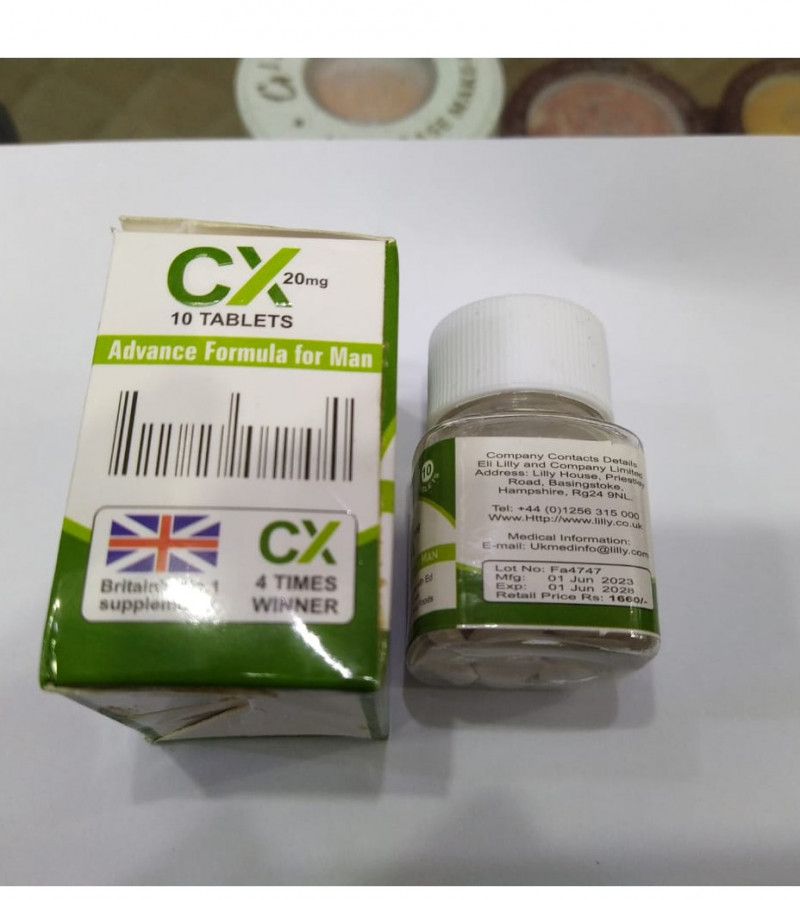 CX 20mg
10 TABLETS
Advance Formula for Man
CX
4 TIMES
WINNER
10
MAN
Company Contacts Details
Eli Lilly and Company Limited
Address: Lilly House, Priestley
Road, Basingstoke,
Hampshire, Rg24 9NL.
Tel: +44 (0)1256 315 000
Www.Http://www.lilly.co.uk
Medical Information:
E-mail: Ukmedinfo@lilly.com
Lot No: Fa4747
Mfg: 01 Jun 2023
Exp: 01 Jun 2028
Retail Price Rs: 1660/-